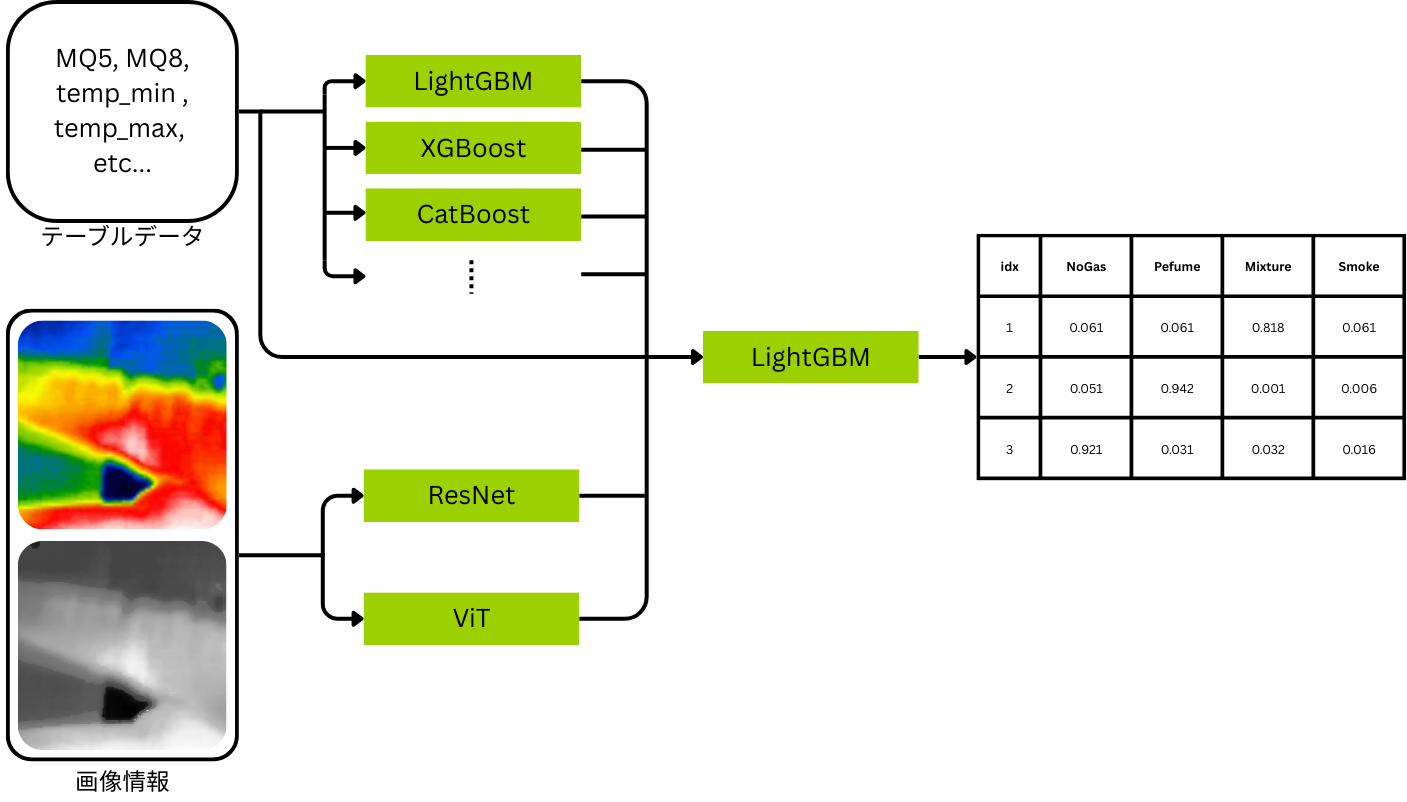 MQ5, MQ8,
temp_min ,
temp_max,
etc...
テーブルデータ
LightGBM
XGBoost
CatBoost
LightGBM
ResNet
ViT
画像情報
idx NoGas Pefume Mixture Smoke
1 0.061 0.061 0.818 0.061
2 0.051 0.942 0.001 0.006
3 0.921 0.031 0.032 0.016